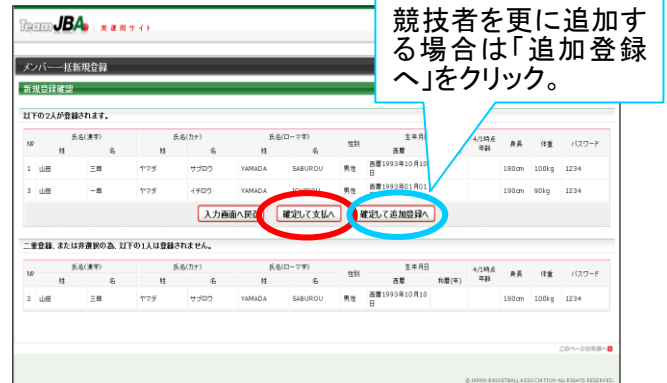 競技者を更に追加す
る場合は「追加登録
へ」をクリック。
TeamJBA 実運用サイト
メンバー一括新規登録
新規登録確認
以下の2人が登録されます。
№ 氏名(漢字) 氏名(カナ) 氏名(ローマ字) 性別 生年月日 4/1時点年齢 身長 体重 パスワード
姓 名 姓 名 姓 名 西暦
1 山田 三郎 ヤマダ サブロウ YAMADA SABUROU 男性 西暦1993年10月10日 180cm 100kg 1234
3 山田 一郎 ヤマダ イチロウ YAMADA 男性 西暦1993年01月01 190cm 90kg 1234
入力画面へ戻る 確定して支払へ 確定して追加登録へ
二重登録、または非選択の為、以下の1人は登録されません。
№ 氏名(漢字) 氏名(カナ) 氏名(ローマ字) 性別 生年月日 4/1時点年齢 身長 体重 パスワード
姓 名 姓 名 姓 名 西暦 和暦(年)
2 山田 三郎 ヤマダ サブロウ YAMADA SABUROU 男性 西暦1993年10月10日 180cm 100kg 1234
このページの先頭へ
© JAPAN BASKETBALL ASSOCIATION ALL RIGHTS RESERVED.